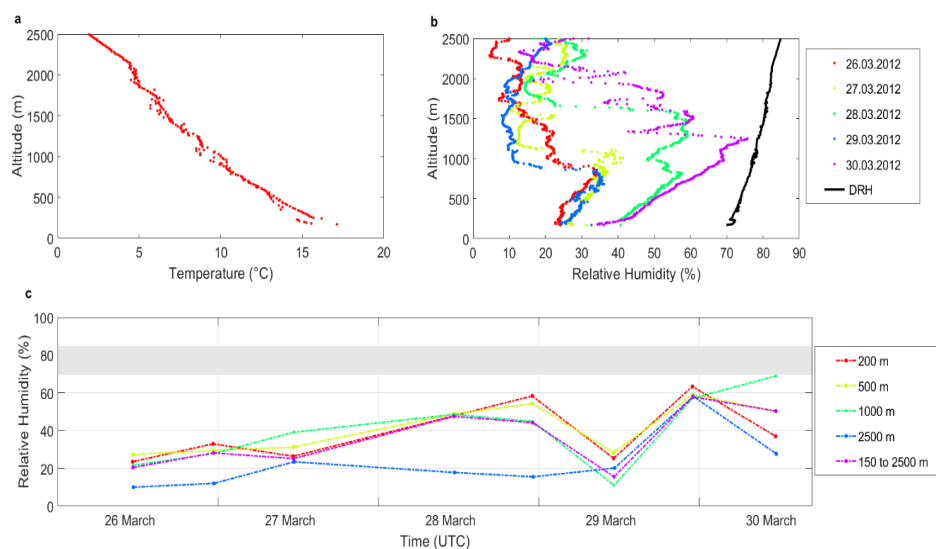 a
2500
2000
1500
1000
500
0
0 5 10 15 20
Altitude (m)
Temperature (°C)
b
2500
2000
1500
1000
500
0
0 10 20 30 40 50 60 70 80 90
Altitude (m)
Relative Humidity (%)
26.03.2012
27.03.2012
28.03.2012
29.03.2012
30.03.2012
DRH
c
100
80
60
40
20
0
Relative Humidity (%)
26 March 27 March 28 March 29 March 30 March
Time (UTC)
200 m
500 m
1000 m
2500 m
150 to 2500 m